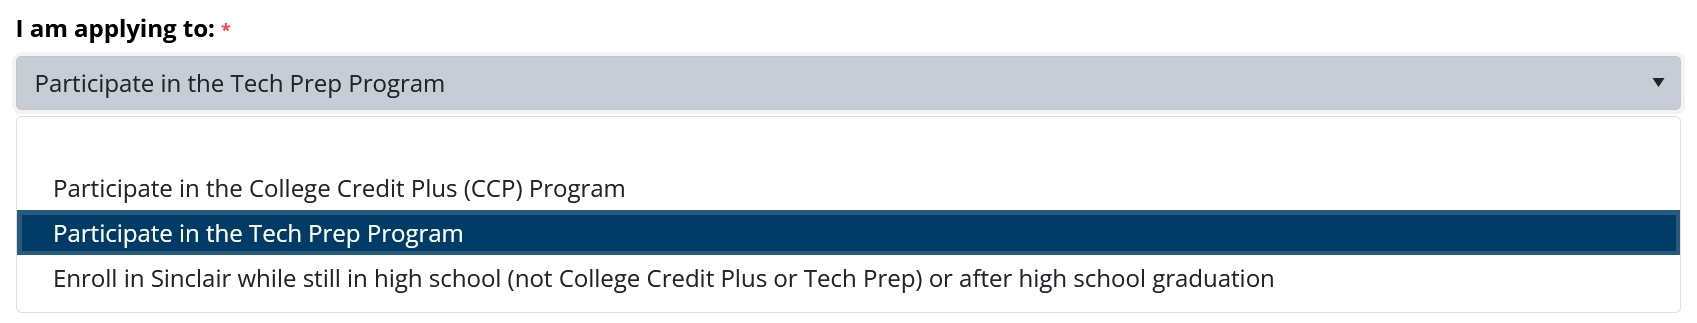 I am applying to: *
Participate in the Tech Prep Program
Participate in the College Credit Plus (CCP) Program
Participate in the Tech Prep Program
Enroll in Sinclair while still in high school (not College Credit Plus or Tech Prep) or after high school graduation